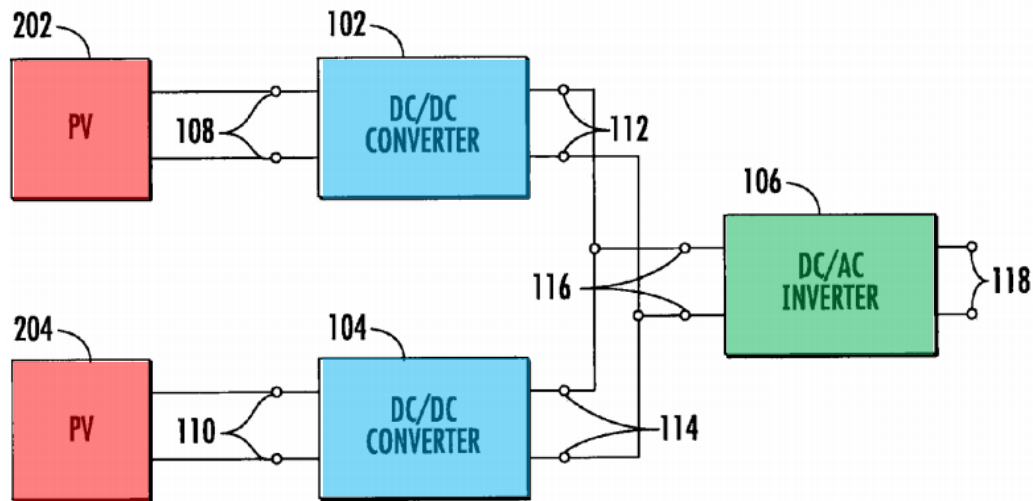 202
102
PV
108
DC/DC
CONVERTER
112
106
116
DC/AC
INVERTER
118
204
104
PV
110
DC/DC
CONVERTER
114